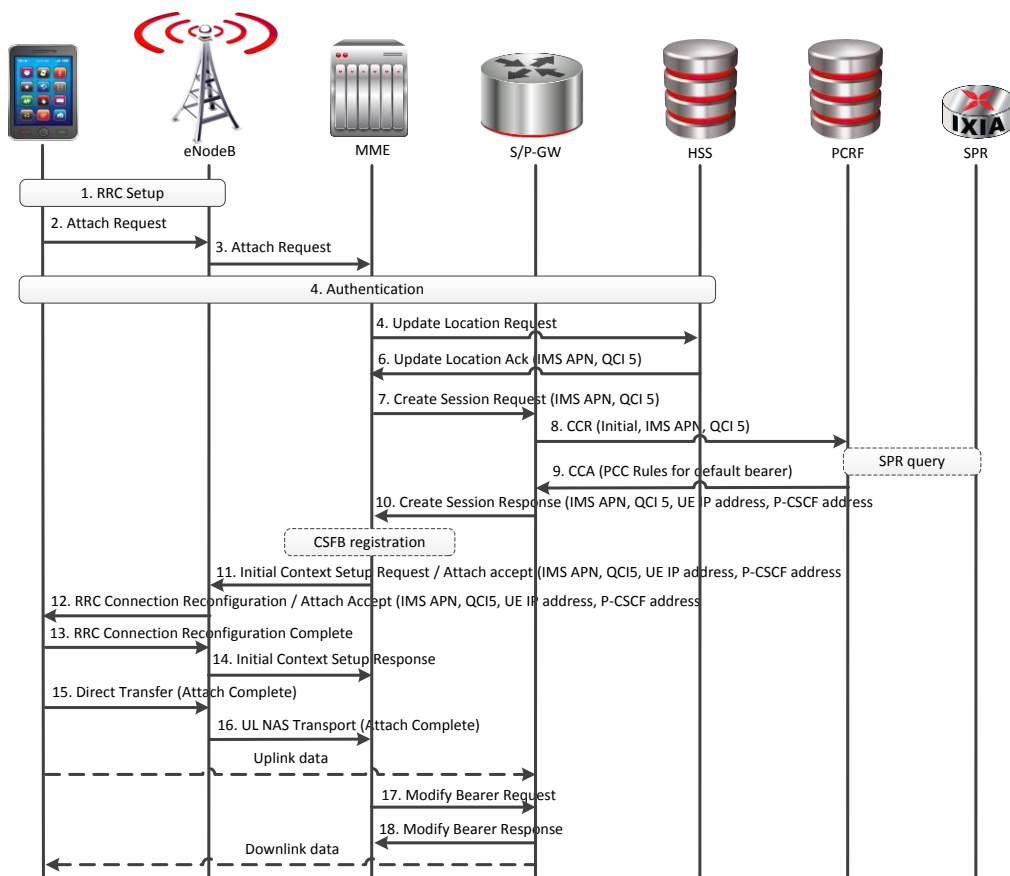 IXIA
eNodeB
MME
S/P-GW
HSS
PCRF
SPR
1. RRC Setup
2. Attach Request
3. Attach Request
4. Authentication
4. Update Location Request
6. Update Location Ack (IMS APN, QCI 5)
7. Create Session Request (IMS APN, QCI 5)
8. CCR (Initial, IMS APN, QCI 5)
SPR query
9. CCA (PCC Rules for default bearer)
10. Create Session Response (IMS APN, QCI 5, UE IP address, P-CSCF address
CSFB registration
11. Initial Context Setup Request / Attach accept (IMS APN, QCI5, UE IP address, P-CSCF address
12. RRC Connection Reconfiguration / Attach Accept (IMS APN, QCI5, UE IP address, P-CSCF address
13. RRC Connection Reconfiguration Complete
14. Initial Context Setup Response
15. Direct Transfer (Attach Complete)
16. UL NAS Transport (Attach Complete)
Uplink data
17. Modify Bearer Request
18. Modify Bearer Response
Downlink data